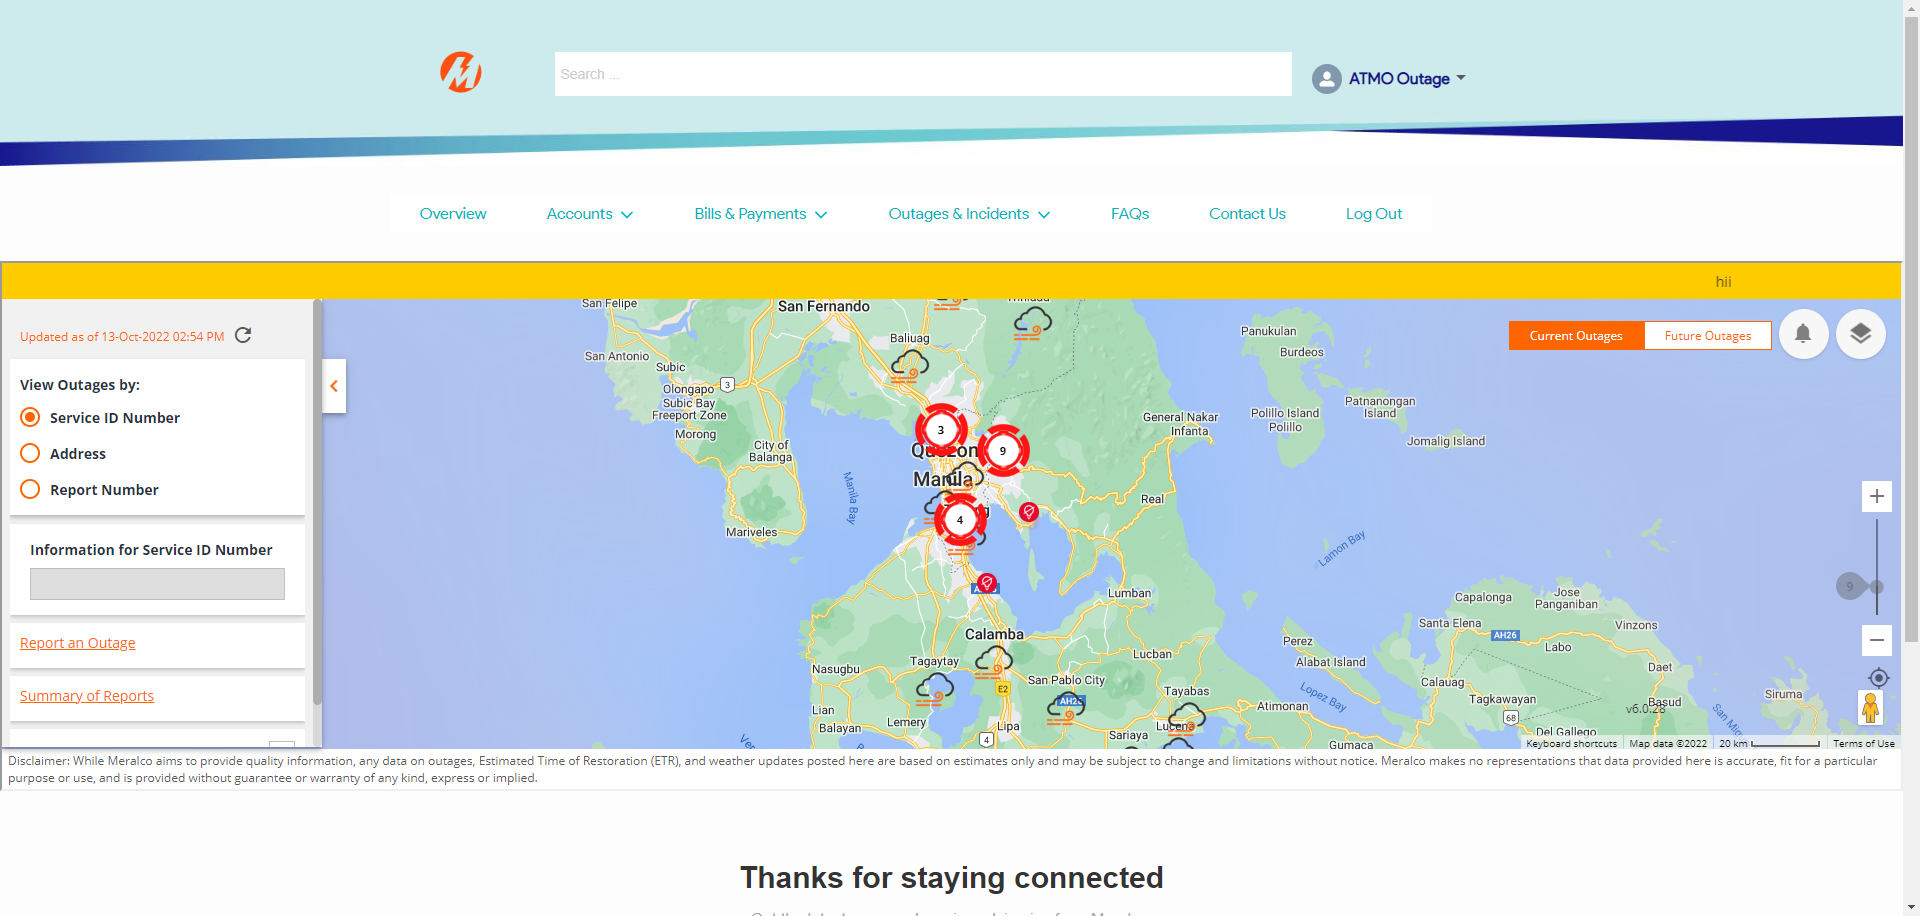 Search ...
ATMO Outage
Overview
Accounts
Bills & Payments
Outages & Incidents
FAQs
Contact Us
Log Out
hii
Updated as of 13-Oct-2022 02:54 PM
View Outages by:
Service ID Number
Address
Report Number
Information for Service ID Number
Report an Outage
Summary of Reports
Current Outages
Future Outages
San Felipe
San Fernando
Baliuag
San Antonio
Subic
Olongapo
3
Subic Bay
Freeport Zone
Morong
City of
Balanga
Mariveles
Manila Bay
3
9
Manila
4
Panukulan
Burdeos
General Nakar
Infanta
Polillo Island
Polillo
Patnanongan
Island
Jomalig Island
Real
Lamon Bay
Lumban
Calamba
Nasugbu
Tagaytay
E2
San Pablo City
Lucban
Tayabas
Lian
Balayan
Lemery
4
Lipa
Sariaya
Lucena
Atimonan
Perez
Alabat Island
Lopez Bay
Gumaca
Capalonga
Jose
Panganiban
Santa Elena
AH26
Labo
Vinzons
Daet
Calauag
Tagkawayan
68
Basud
v6.0.28
Del Gallego
Siruma
9
Keyboard shortcuts
Map data ©2022
20 km
Terms of Use
Disclaimer: While Meralco aims to provide quality information, any data on outages, Estimated Time of Restoration (ETR), and weather updates posted here are based on estimates only and may be subject to change and limitations without notice. Meralco makes no representations that data provided here is accurate, fit for a particular
purpose or use, and is provided without guarantee or warranty of any kind, express or implied.
Thanks for staying connected